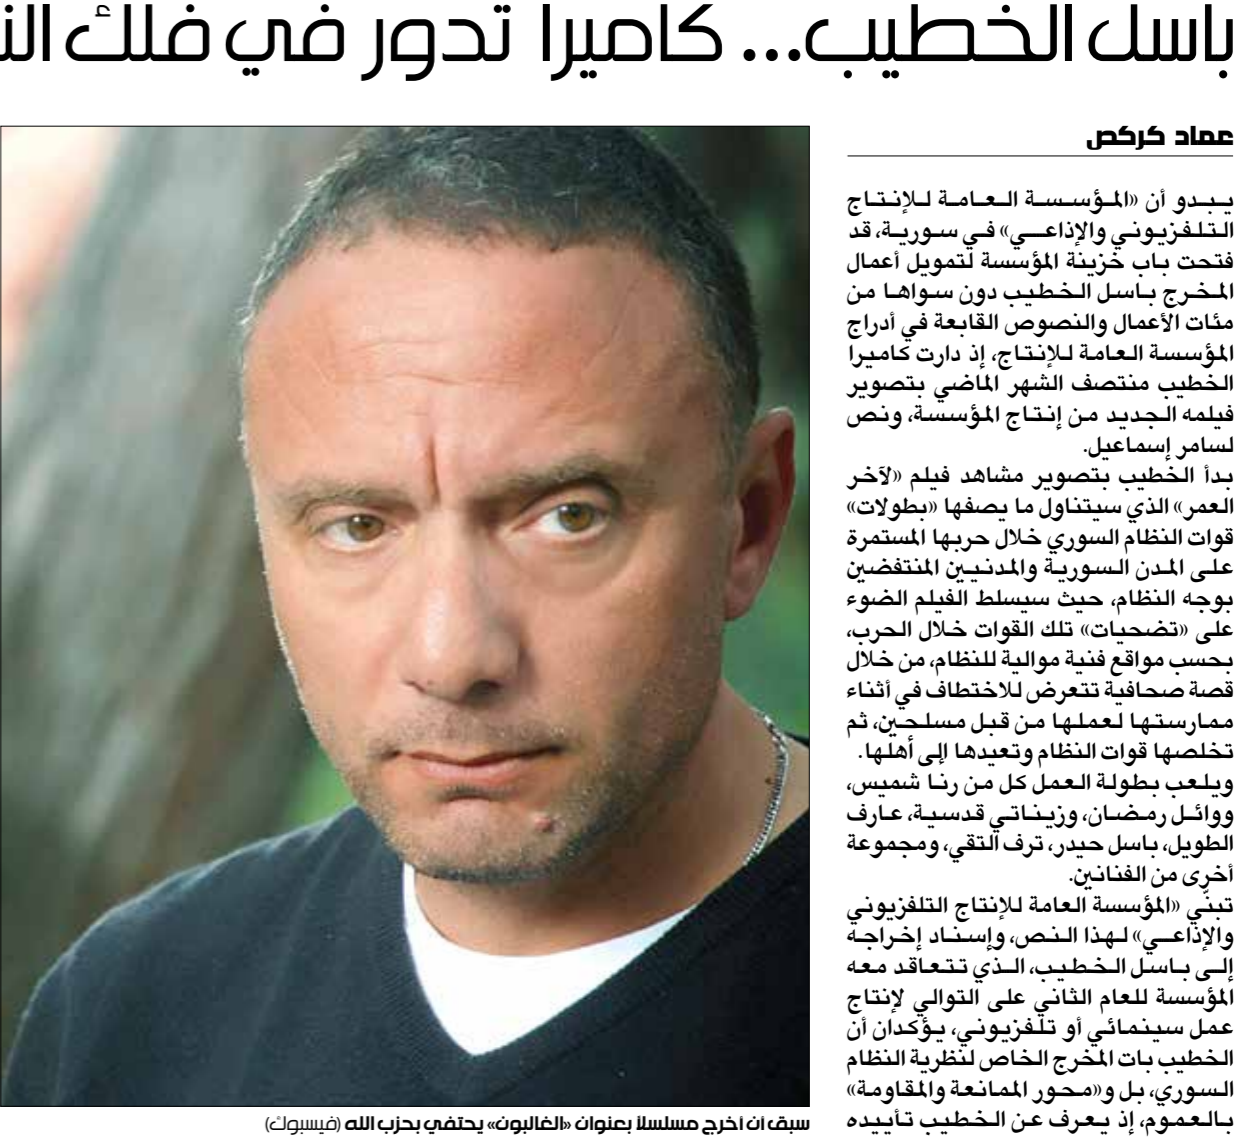 باسل الخطيب... كاميرا تدور في فلك
عماد كركص
يبدو أن «المؤسسة العامة للإنتاج
التلفزيوني والإذاعي» في سورية، قد
فتحت باب خزينة المؤسسة لتمويل أعمال
المخرج باسل الخطيب دون سواها من
مئات الأعمال والنصوص القابعة في أدراج
المؤسسة العامة للإنتاج، إذ دارت كاميرا
الخطيب منتصف الشهر الماضي بتصوير
فيلمه الجديد من إنتاج المؤسسة، ونص
لسامر إسماعيل.
بدأ الخطيب بتصوير مشاهد فيلم «لآخر
العمر» الذي سيتناول ما يصفها «بطولات»
قوات النظام السوري خلال حربها المستمرة
على المدن السورية والمدنيين المنتفضين
بوجه النظام، حيث سيسلط الفيلم الضوء
على «تضحيات» تلك القوات خلال الحرب،
بحسب مواقع فنية موالية للنظام، من خلال
قصة صحافية تتعرض للاختطاف في أثناء
ممارستها لعملها من قبل مسلحين، ثم
تخلصها قوات النظام وتعيدها إلى أهلها.
ويلعب بطولة العمل كل من رنا شميس،
ووائل رمضان، وزيناتي قدسية، عارف
الطويل، باسل حيدر، ترف التقي، ومجموعة
أخرى من الفنانين.
تبنّي «المؤسسة العامة للإنتاج التلفزيوني
والإذاعي» لهذا النص، وإسناد إخراجه
إلى باسل الخطيب، الذي تتعاقد معه
المؤسسة للعام الثاني على التوالي لإنتاج
عمل سينمائي أو تلفزيوني، يؤكدان أن
الخطيب بات المخرج الخاص لنظرية النظام
السوري، بل و«محور الممانعة والمقاومة»
بالعموم، إذ يعرف عن الخطيب تأييده
سبق أن أخرج مسلسلاً بعنوان «الغالبون» يحتفي بحزب الله (فيسبوك)